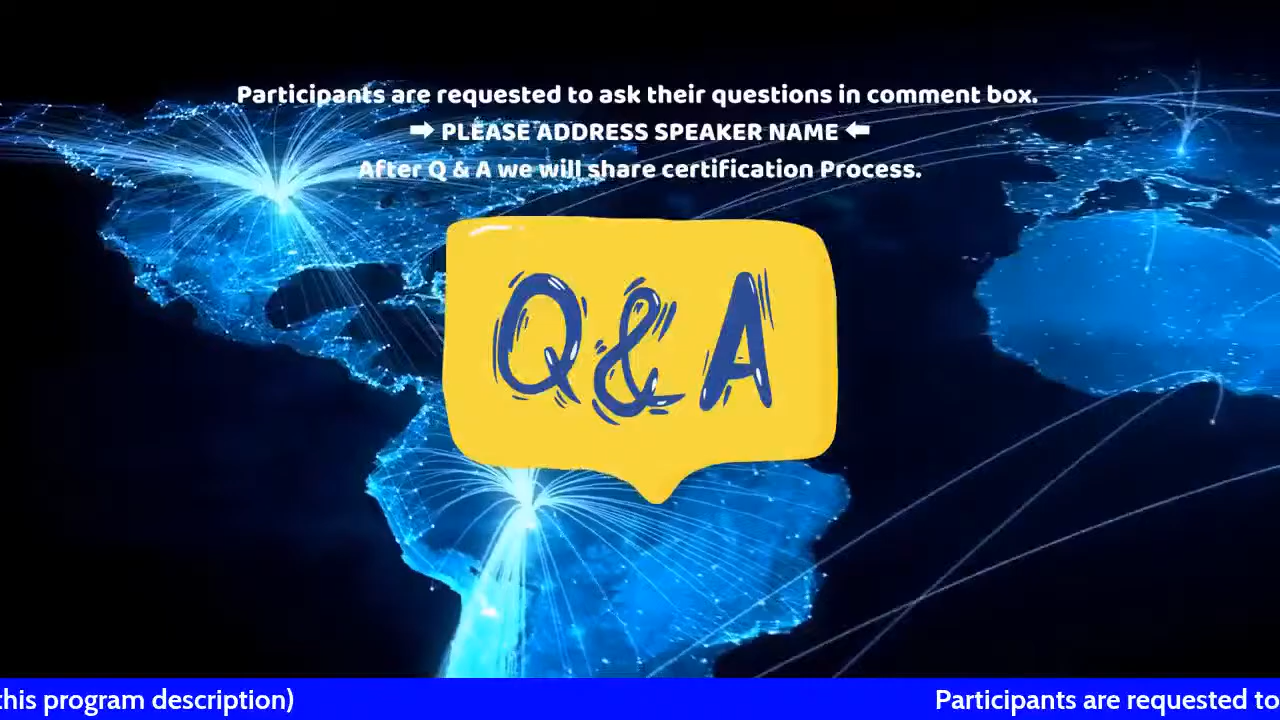 Participants are requested to ask their questions in comment box.
➡ PLEASE ADDRESS SPEAKER NAME ⬅
After Q & A we will share certification Process.
Q & A
this program description)
Participants are requested to